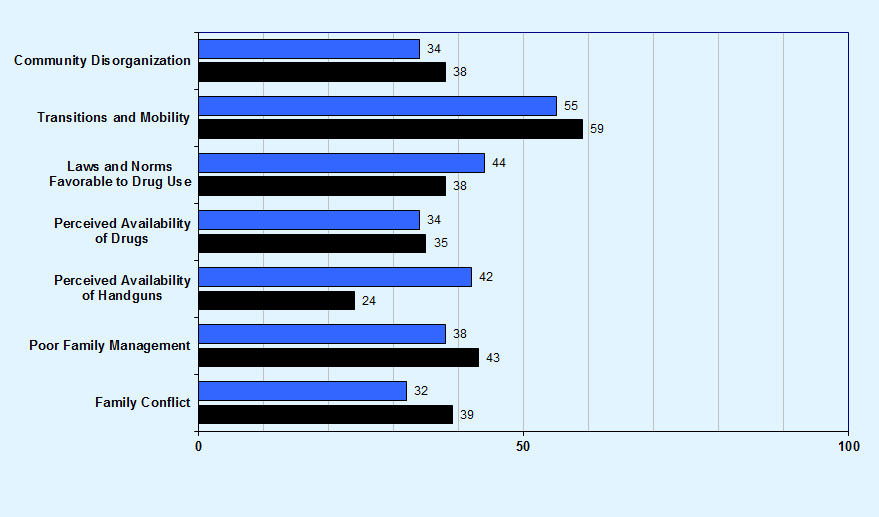 Community Disorganization
34
38
Transitions and Mobility
55
59
Laws and Norms
Favorable to Drug Use
44
38
Perceived Availability
of Drugs
34
35
Perceived Availability
of Handguns
42
24
Poor Family Management
38
43
Family Conflict
32
39
0 50 100